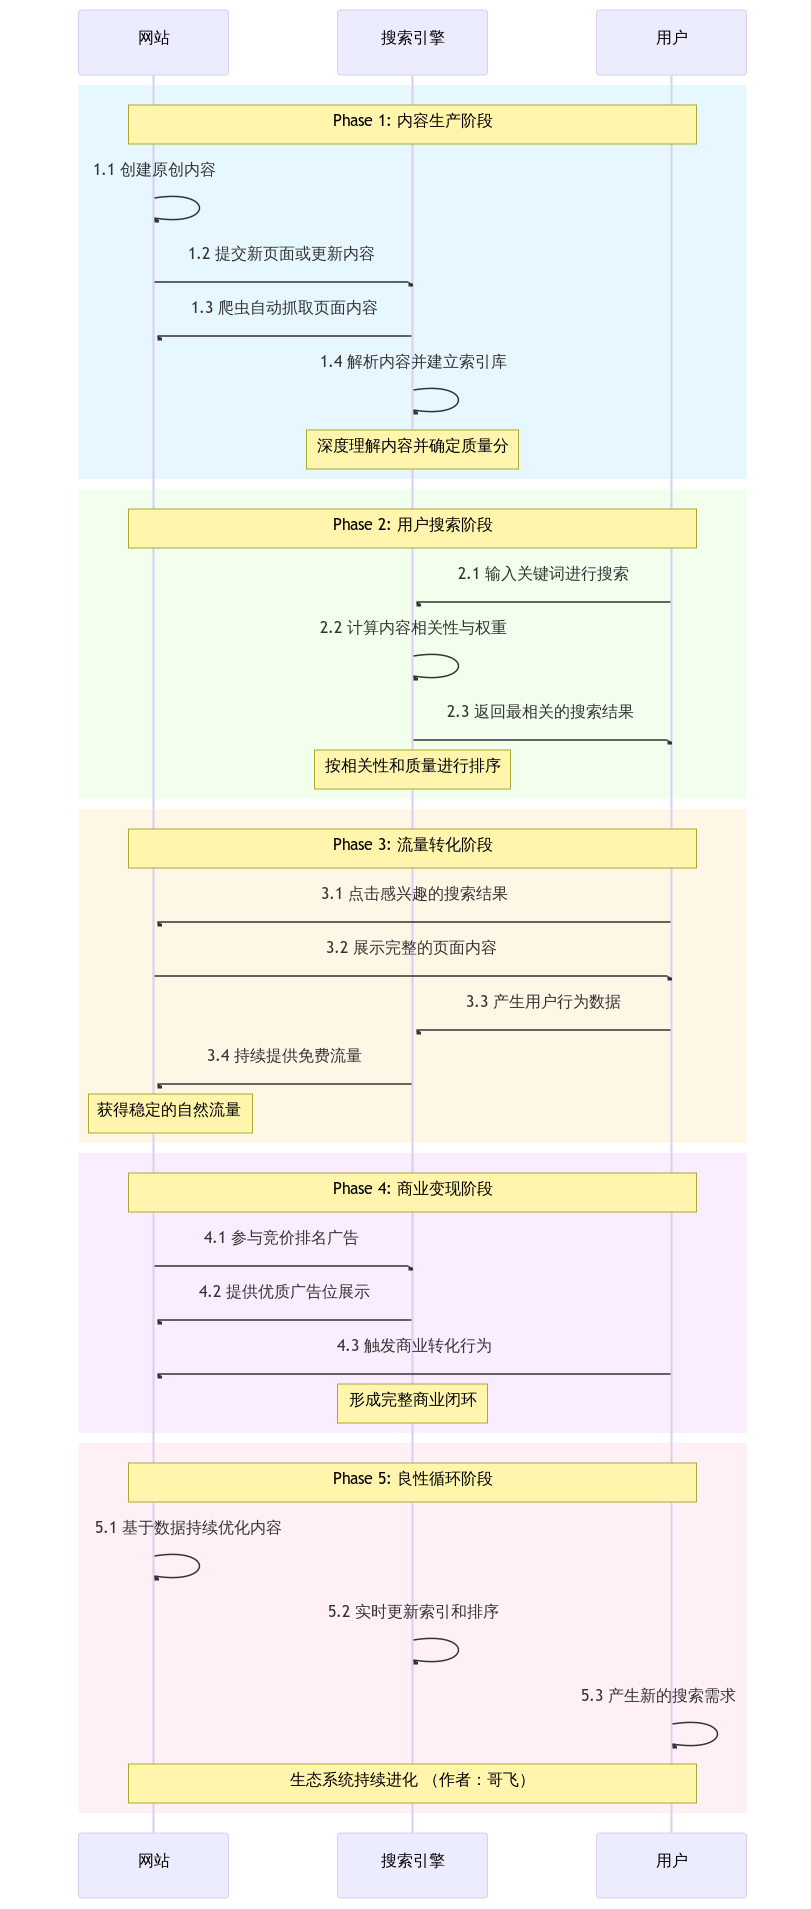 网站
搜索引擎
用户
Phase 1: 内容生产阶段
1.1 创建原创内容
1.2 提交新页面或更新内容
1.3 爬虫自动抓取页面内容
1.4 解析内容并建立索引库
深度理解内容并确定质量分
Phase 2: 用户搜索阶段
2.1 输入关键词进行搜索
2.2 计算内容相关性与权重
2.3 返回最相关的搜索结果
按相关性和质量进行排序
Phase 3: 流量转化阶段
3.1 点击感兴趣的搜索结果
3.2 展示完整的页面内容
3.3 产生用户行为数据
3.4 持续提供免费流量
获得稳定的自然流量
Phase 4: 商业变现阶段
4.1 参与竞价排名广告
4.2 提供优质广告位展示
4.3 触发商业转化行为
形成完整商业闭环
Phase 5: 良性循环阶段
5.1 基于数据持续优化内容
5.2 实时更新索引和排序
5.3 产生新的搜索需求
生态系统持续进化 （作者：哥飞）
网站
搜索引擎
用户